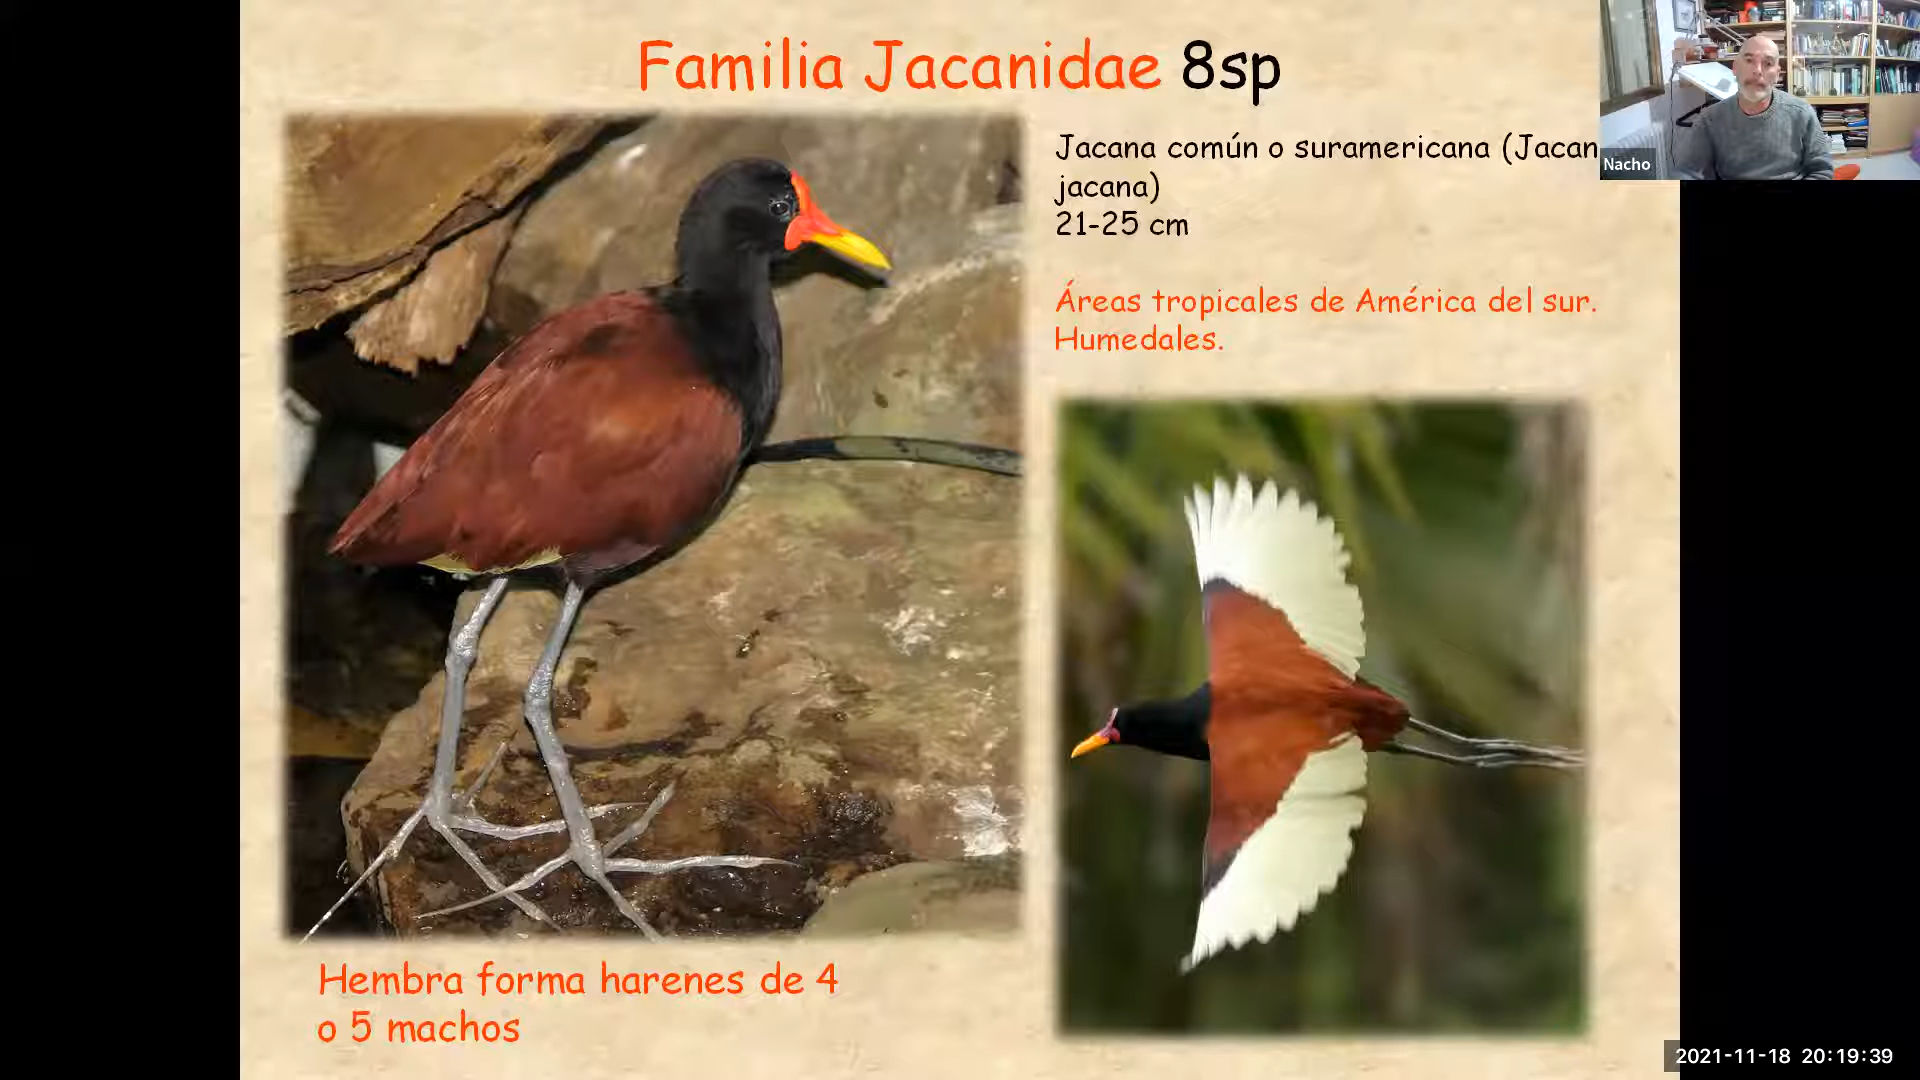 Familia Jacanidae 8sp
Jacana común o suramericana (Jacan
jacana)
21-25 cm
Áreas tropicales de América del sur.
Humedales.
Hembra forma harenes de 4
o 5 machos
Nacho
2021-11-18 20:19:39